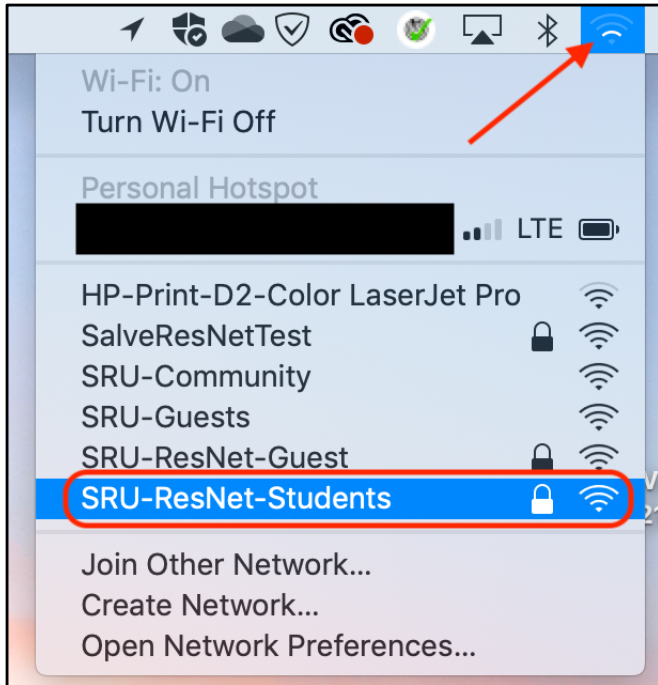 Wi-Fi: On
Turn Wi-Fi Off
Personal Hotspot
LTE
HP-Print-D2-Color LaserJet Pro
SalveResNetTest
SRU-Community
SRU-Guests
SRU-ResNet-Guest
SRU-ResNet-Students
Join Other Network...
Create Network...
Open Network Preferences...